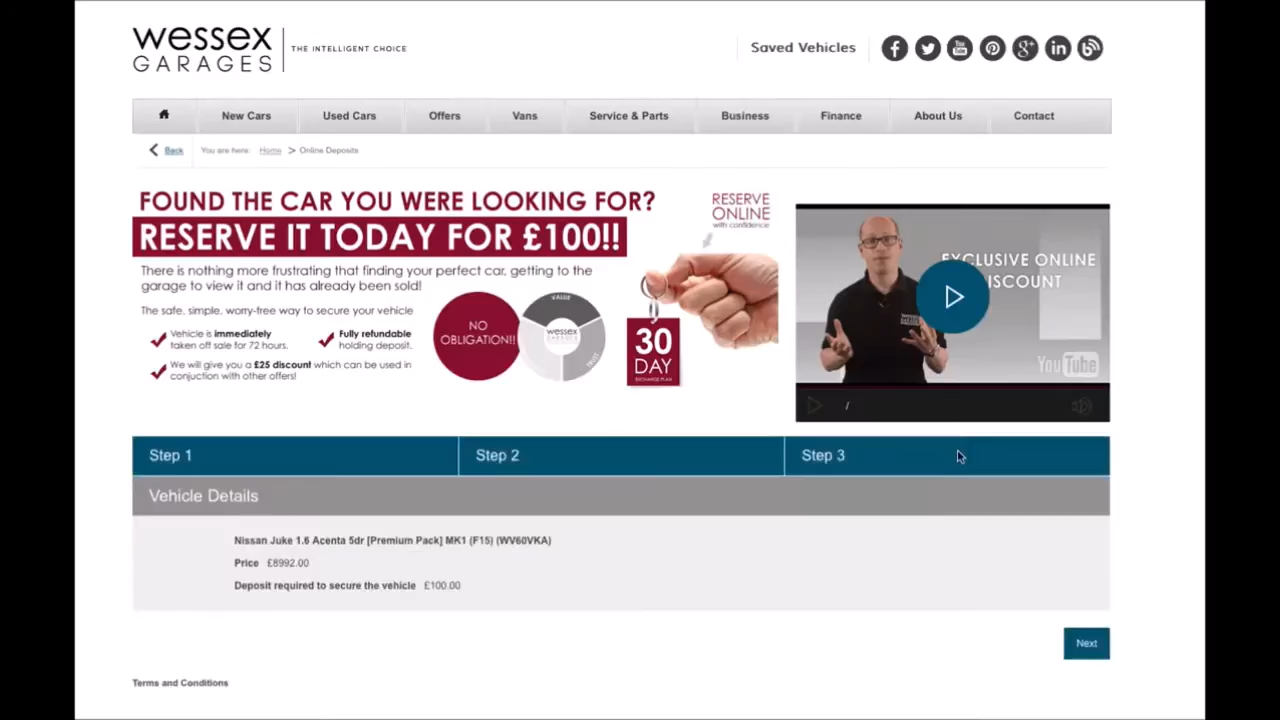 wessex
GARAGES
THE INTELLIGENT CHOICE
Saved Vehicles
New Cars
Used Cars
Offers
Vans
Service & Parts
Business
Finance
About Us
Contact
Back
You are here: Home > Online Deposits
FOUND THE CAR YOU WERE LOOKING FOR?
RESERVE IT TODAY FOR £100!!
There is nothing more frustrating that finding your perfect car, getting to the
garage to view it and it has already been sold!
The safe, simple, worry-free way to secure your vehicle
Vehicle is immediately
taken off sale for 72 hours.
Fully refundable
holding deposit.
We will give you a £25 discount which can be used in
conjuction with other offers!
NO
OBLIGATION!!
VALUE
wessex
GARAGES
TRUST
RESERVE
ONLINE
with confidence
30
DAY
EXCHANGE PLAN
EXCLUSIVE ONLINE
DISCOUNT
wessex
YouTube
/
Step 1
Step 2
Step 3
Vehicle Details
Nissan Juke 1.6 Acenta 5dr [Premium Pack] MK1 (F15) (WV60VKA)
Price £8992.00
Deposit required to secure the vehicle £100.00
Next
Terms and Conditions